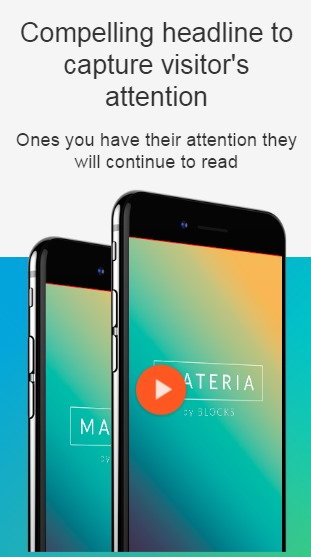 Compelling headline to
capture visitor's
attention
Ones you have their attention they
will continue to read
ATERIA
by BLOCKS
MA